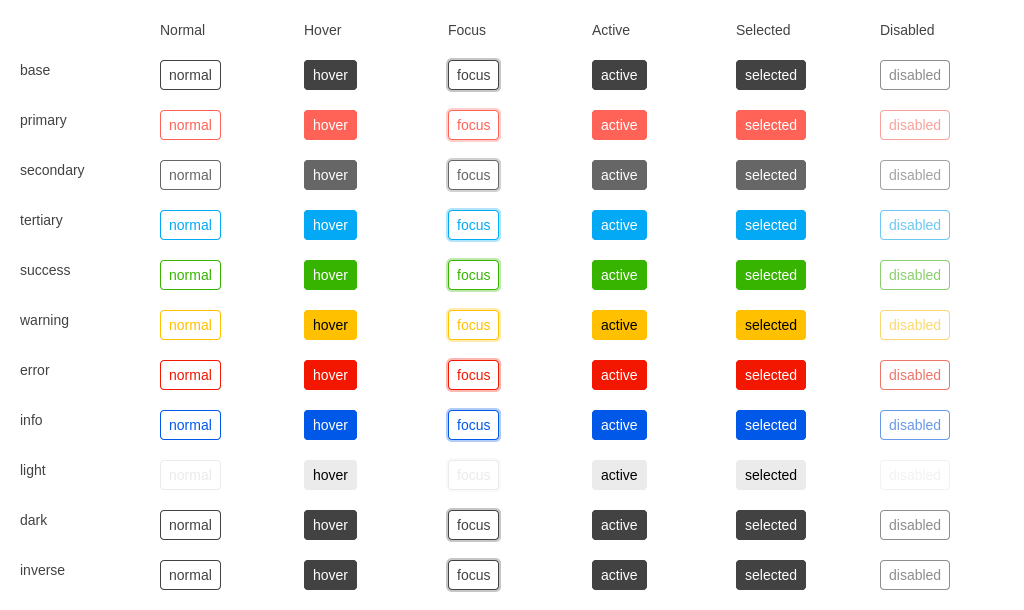 Normal Hover Focus Active Selected Disabled
base normal hover focus active selected disabled
primary normal hover focus active selected disabled
secondary normal hover focus active selected disabled
tertiary normal hover focus active selected disabled
success normal hover focus active selected disabled
warning normal hover focus active selected disabled
error normal hover focus active selected disabled
info normal hover focus active selected disabled
light normal hover focus active selected disabled
dark normal hover focus active selected disabled
inverse normal hover focus active selected disabled